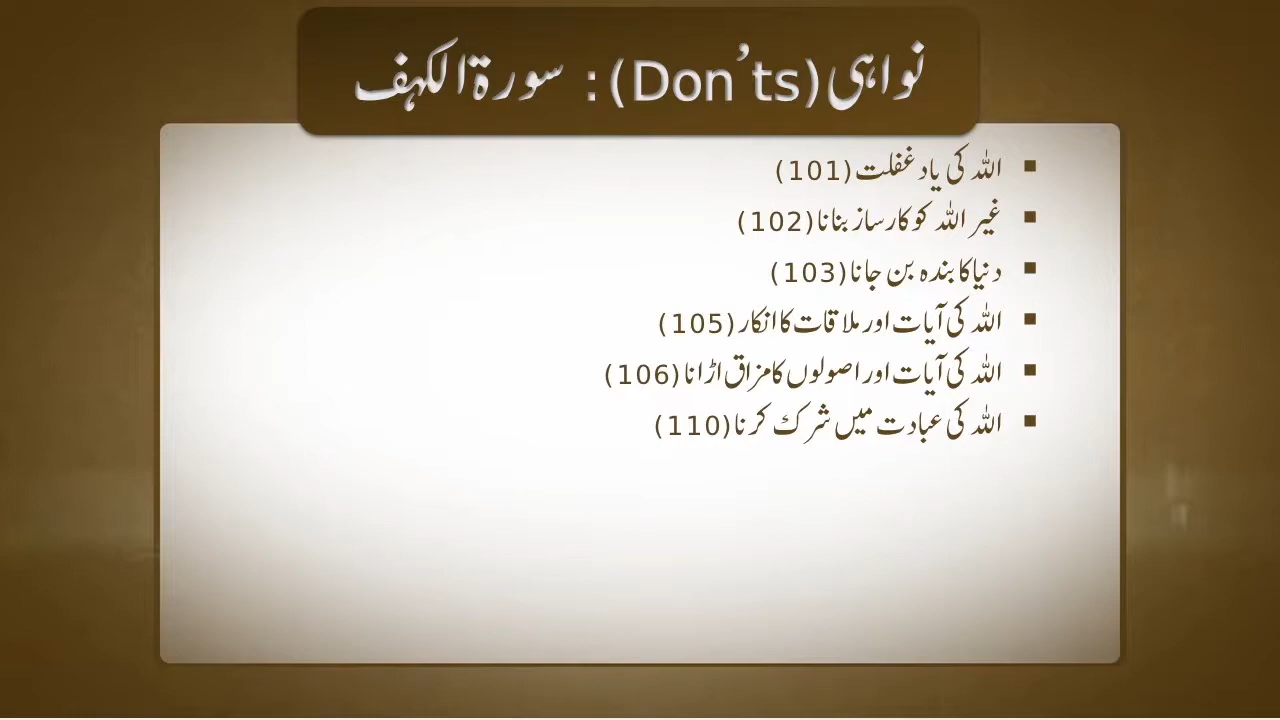 نواہی (Don’ts): سورۃ الکہف
▪ اللہ کی یاد غفلت (101)
▪ غیر اللہ کو کارساز بنانا (102)
▪ دنیا کا بندہ بن جانا (103)
▪ اللہ کی آیات اور ملاقات کا انکار (105)
▪ اللہ کی آیات اور اصولوں کا مزاق اڑانا (106)
▪ اللہ کی عبادت میں شرک کرنا (110)